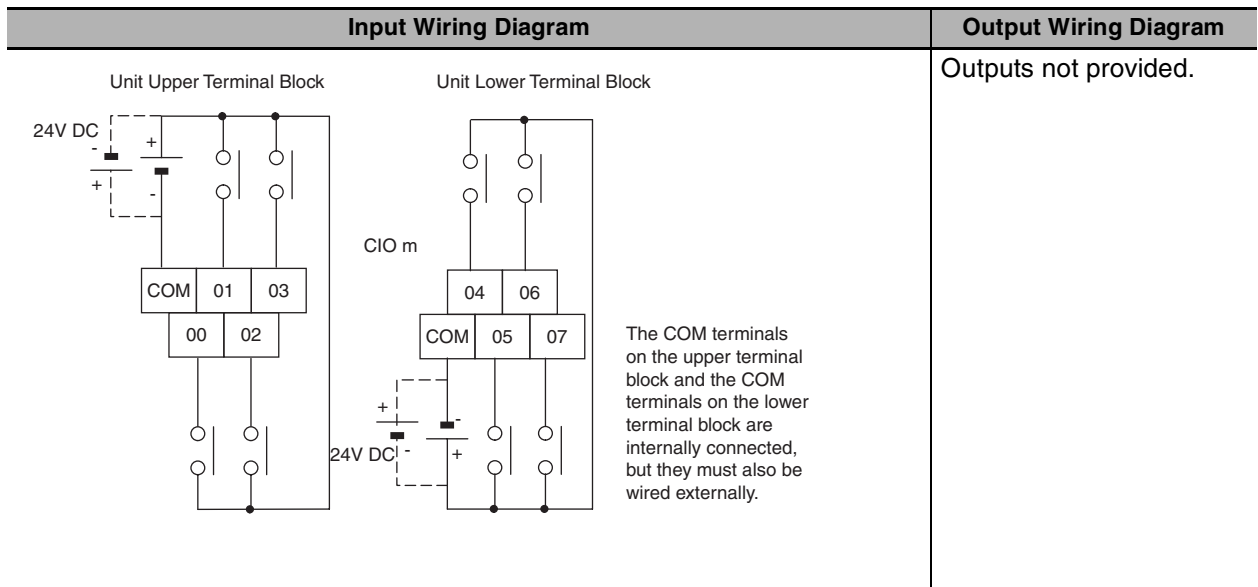 Input Wiring Diagram
Output Wiring Diagram
Outputs not provided.
Unit Upper Terminal Block
Unit Lower Terminal Block
24V DC
-
+
+
-
CIO m
COM 01 03
00 02
04 06
COM 05 07
+
-
24V DC
-
+
The COM terminals
on the upper terminal
block and the COM
terminals on the lower
terminal block are
internally connected,
but they must also be
wired externally.